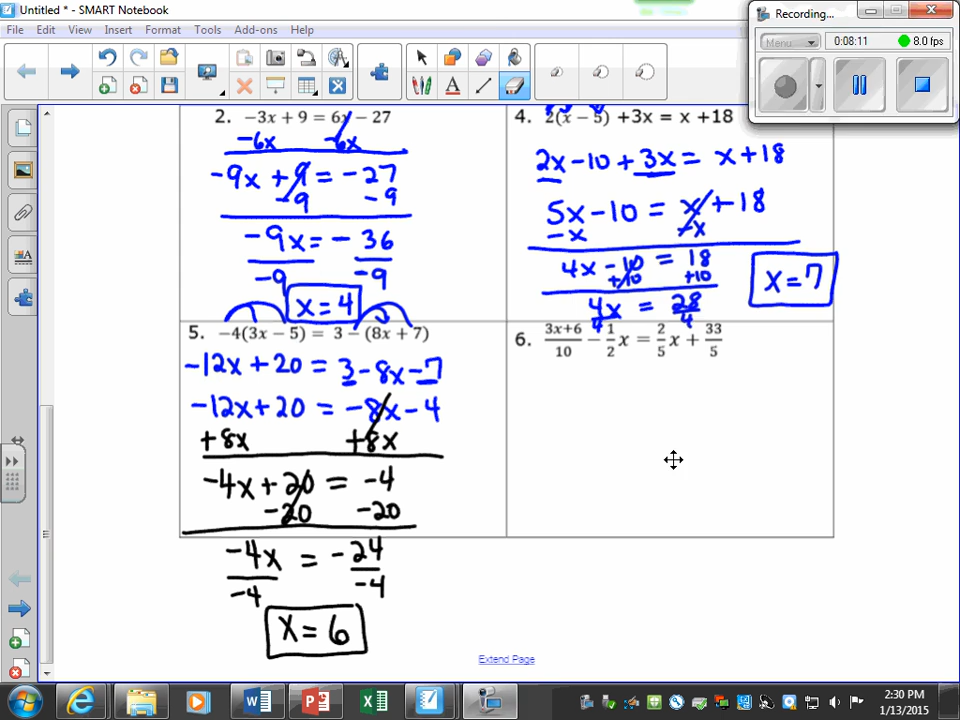 Untitled * - SMART Notebook
File Edit View Insert Format Tools Add-ons Help
Recording...
Menu
0:08:11
8.0 fps
2. −3x + 9 = 6x − 27
-6x -6x
-9x + 9 = -27
-9 -9
-9x = -36
-9 -9
x = 4
4. 2(x − 5) +3x = x +18
2x - 10 + 3x = x + 18
5x - 10 = x + 18
-x -x
4x - 10 = 18
+10 +10
4x = 28
4 4
x = 7
5. −4(3x − 5) = 3 − (8x + 7)
-12x + 20 = 3 - 8x - 7
-12x + 20 = -8x - 4
+8x +8x
-4x + 20 = -4
-20 -20
-4x = -24
-4 -4
x = 6
6. 3x+6/10 − 1/2 x = 2/5 x + 33/5
Extend Page
2:30 PM
1/13/2015